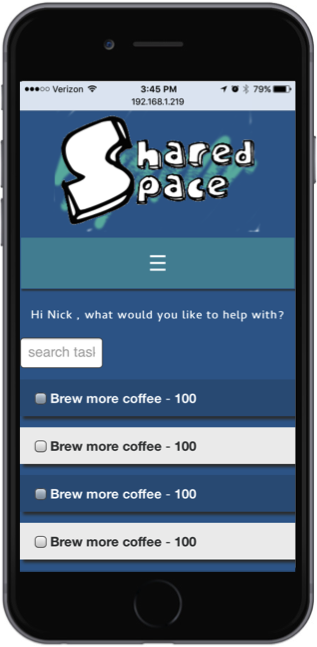 Verizon 3:45 PM 79%
192.168.1.219
Shared
Space
Hi Nick , what would you like to help with?
search tas
Brew more coffee - 100
Brew more coffee - 100
Brew more coffee - 100
Brew more coffee - 100